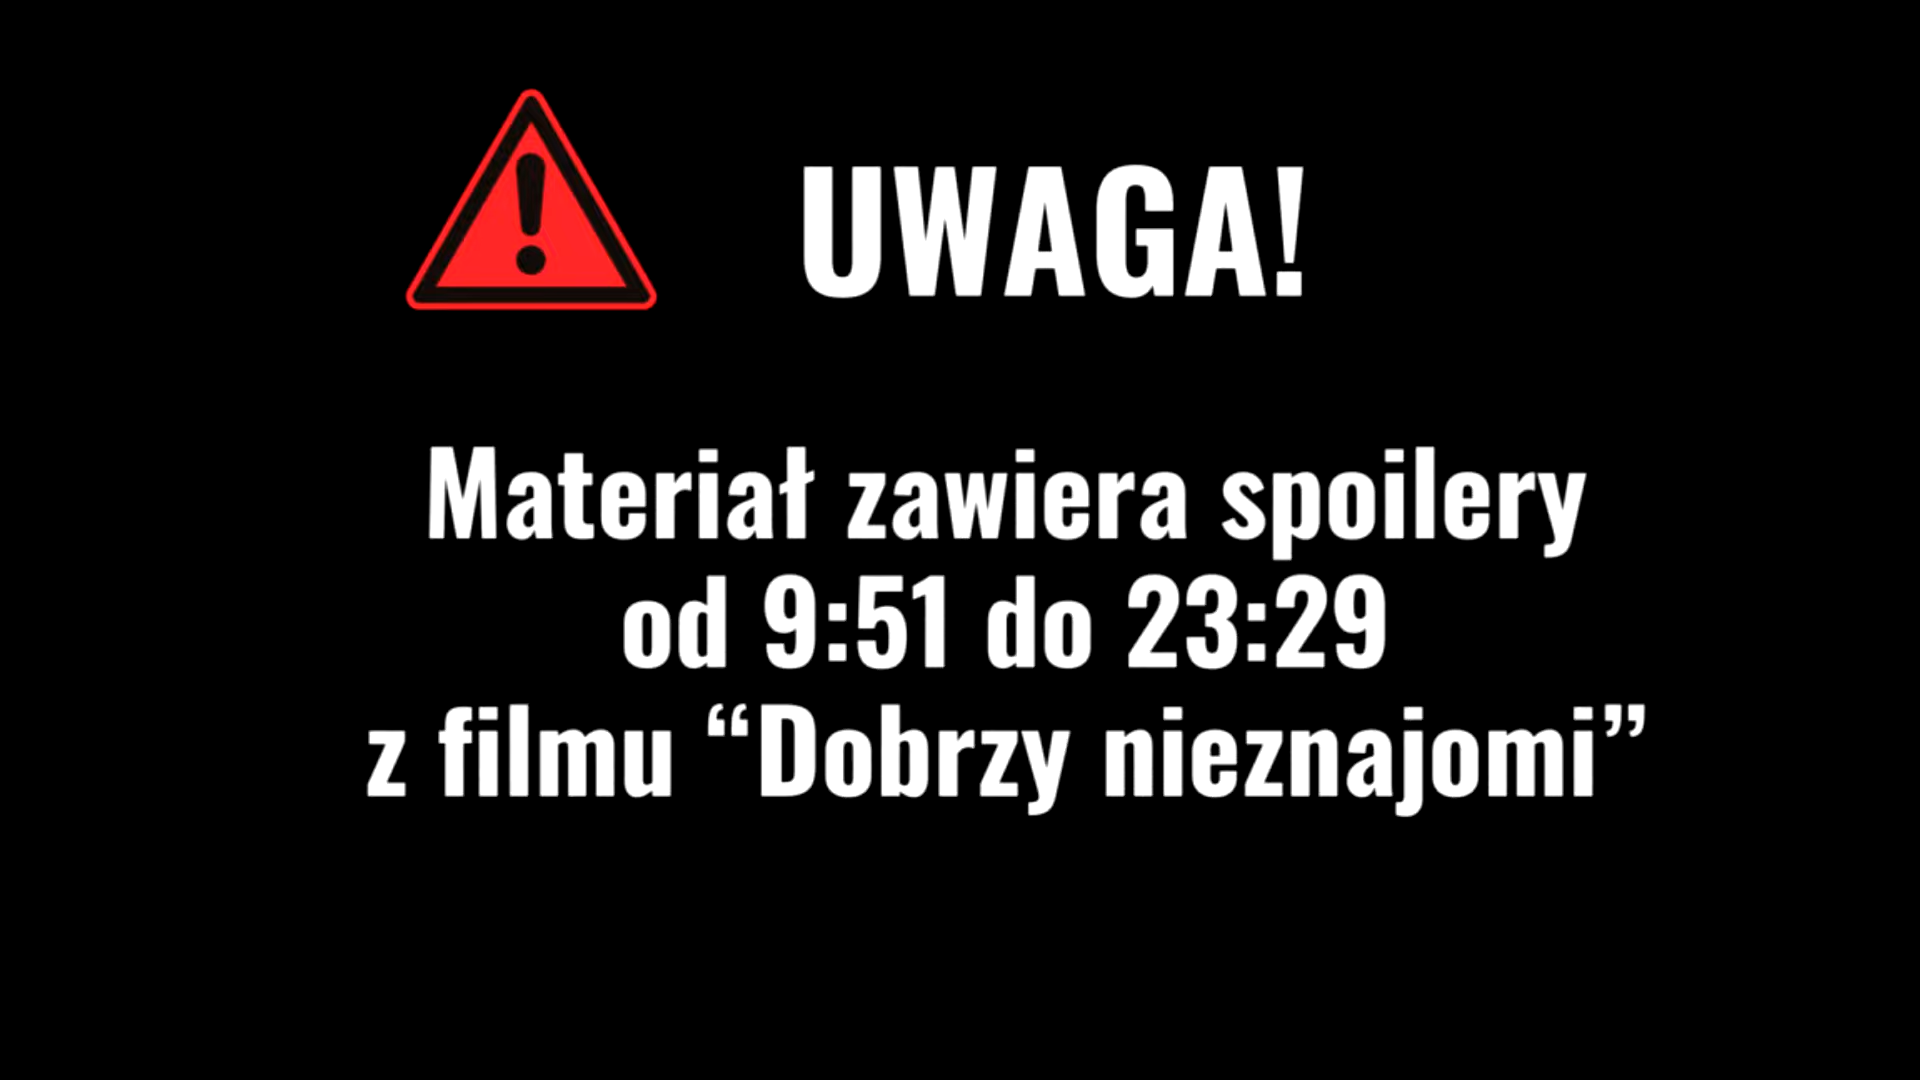 UWAGA!
Materiał zawiera spoilery
od 9:51 do 23:29
z filmu “Dobrzy nieznajomi”